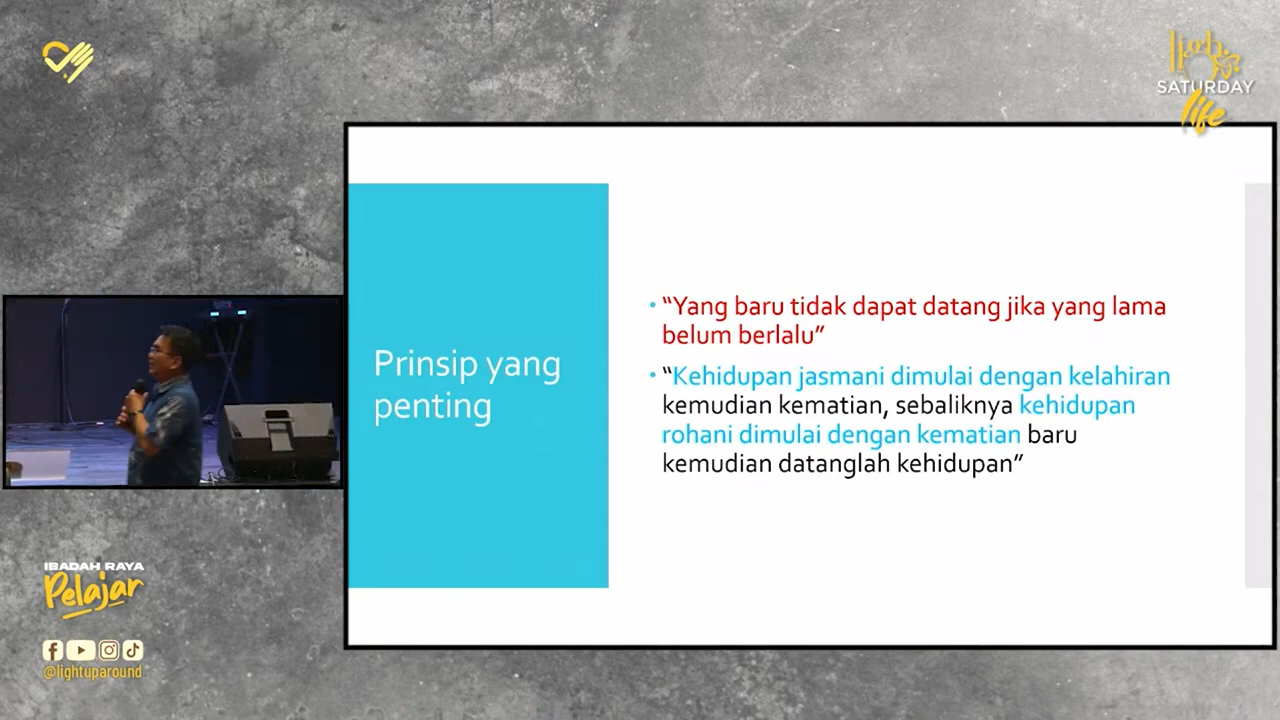 light
SATURDAY
life
Prinsip yang
penting
• “Yang baru tidak dapat datang jika yang lama
belum berlalu”
• “Kehidupan jasmani dimulai dengan kelahiran
kemudian kematian, sebaliknya kehidupan
rohani dimulai dengan kematian baru
kemudian datanglah kehidupan”
IBADAH RAYA
Pelajar
@lightuparound